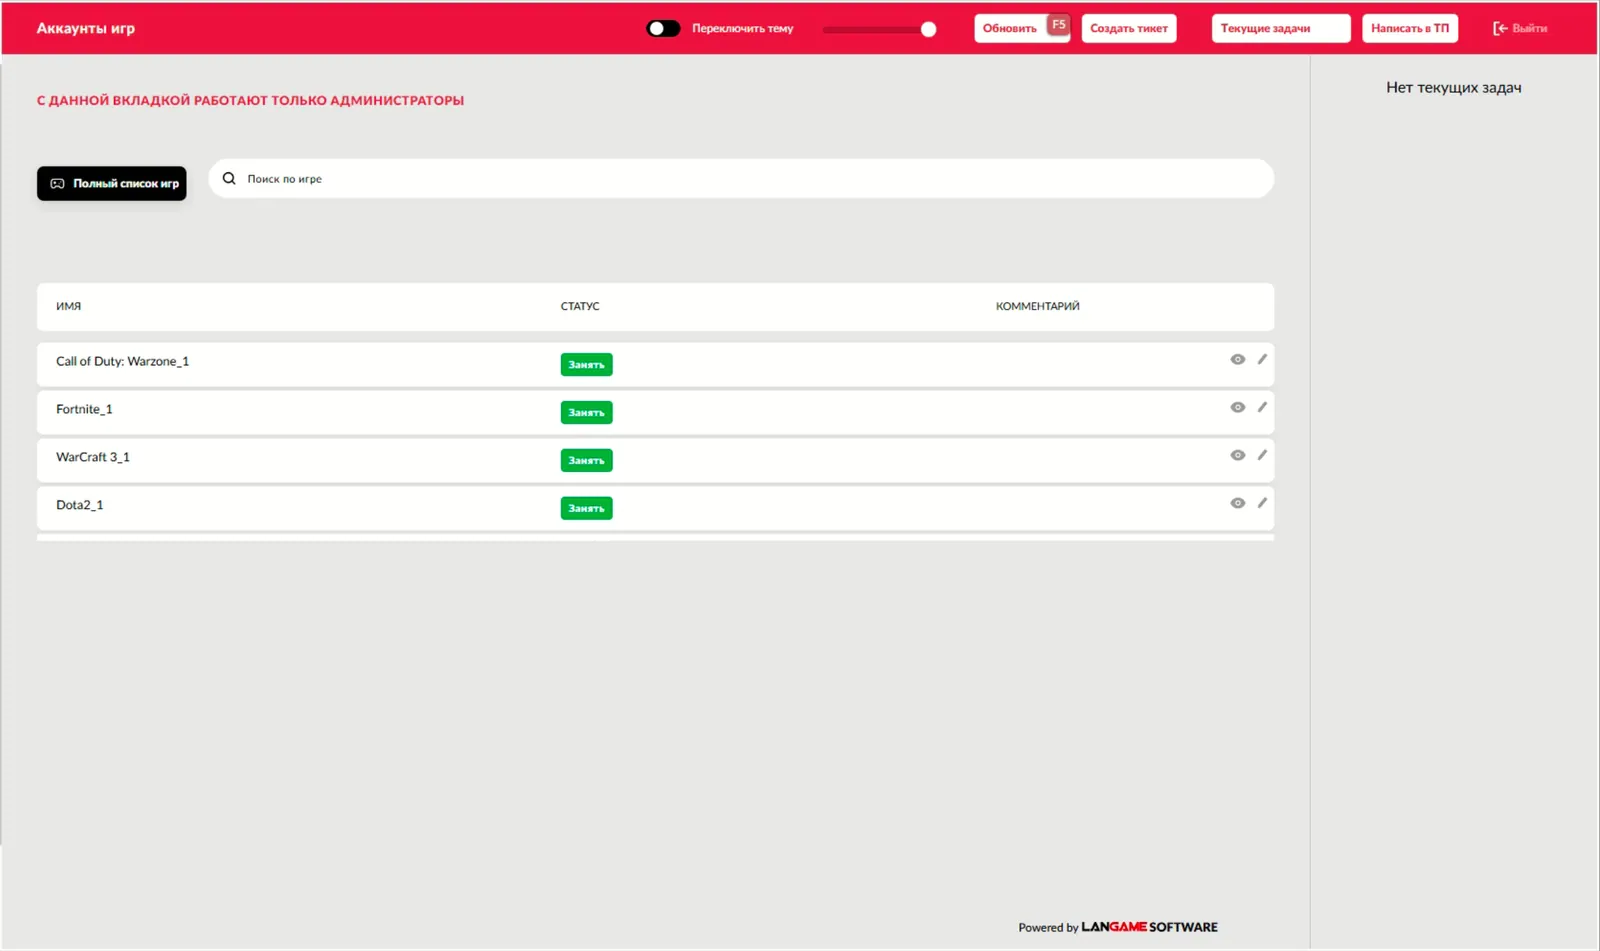 Аккаунты игр
Переключить тему
Обновить F5
Создать тикет
Текущие задачи
Написать в ТП
Выйти
С ДАННОЙ ВКЛАДКОЙ РАБОТАЮТ ТОЛЬКО АДМИНИСТРАТОРЫ
Нет текущих задач
Полный список игр
Поиск по игре
ИМЯ СТАТУС КОММЕНТАРИЙ
Call of Duty: Warzone_1 Занять
Fortnite_1 Занять
WarCraft 3_1 Занять
Dota2_1 Занять
Powered by LANGAME SOFTWARE